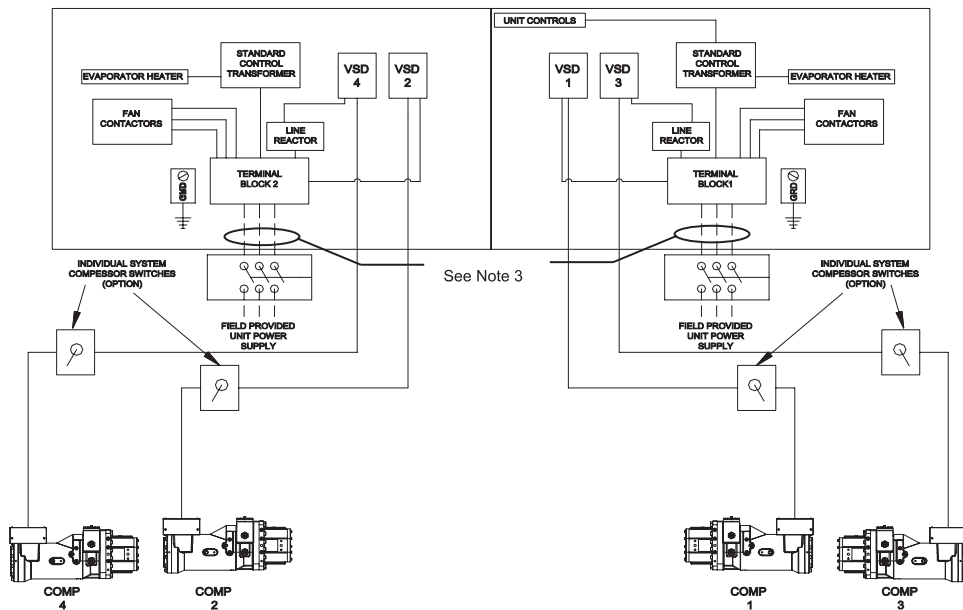 UNIT CONTROLS
STANDARD
CONTROL
TRANSFORMER
EVAPORATOR HEATER
FAN
CONTACTORS
VSD
4
VSD
2
LINE
REACTOR
TERMINAL
BLOCK 2
GRD
VSD
1
VSD
3
STANDARD
CONTROL
TRANSFORMER
EVAPORATOR HEATER
LINE
REACTOR
FAN
CONTACTORS
TERMINAL
BLOCK1
GRD
INDIVIDUAL SYSTEM
COMPESSOR SWITCHES
(OPTION)
See Note 3
INDIVIDUAL SYSTEM
COMPESSOR SWITCHES
(OPTION)
FIELD PROVIDED
UNIT POWER
SUPPLY
FIELD PROVIDED
UNIT POWER
SUPPLY
COMP
4
COMP
2
COMP
1
COMP
3